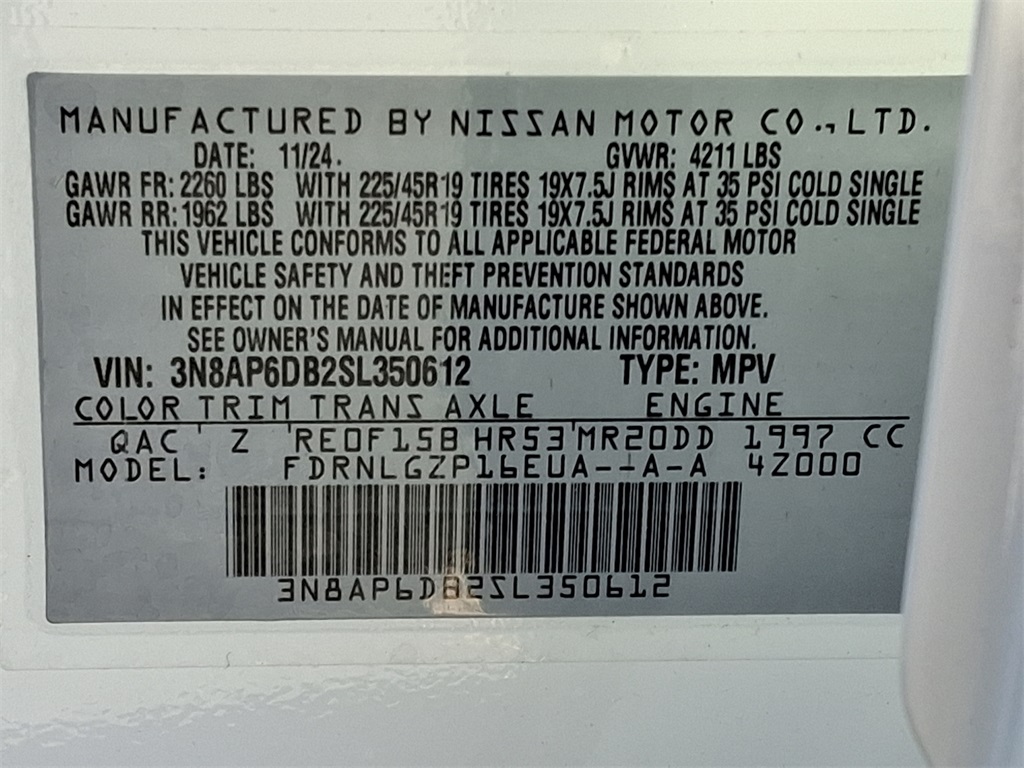 MANUFACTURED BY NISSAN MOTOR CO., LTD.
DATE: 11/24. GVWR: 4211 LBS
GAWR FR: 2260 LBS WITH 225/45R19 TIRES 19X7.5J RIMS AT 35 PSI COLD SINGLE
GAWR RR: 1962 LBS WITH 225/45R19 TIRES 19X7.5J RIMS AT 35 PSI COLD SINGLE
THIS VEHICLE CONFORMS TO ALL APPLICABLE FEDERAL MOTOR
VEHICLE SAFETY AND THEFT PREVENTION STANDARDS
IN EFFECT ON THE DATE OF MANUFACTURE SHOWN ABOVE.
SEE OWNER'S MANUAL FOR ADDITIONAL INFORMATION.
VIN: 3N8AP6DB2SL350612 TYPE: MPV
COLOR TRIM TRANS AXLE ENGINE
QAC Z RE0F15B HR53 MR20DD 1997 CC
MODEL: FDRNLGZP16EUA--A-A 42000
3N8AP6DB2SL350612